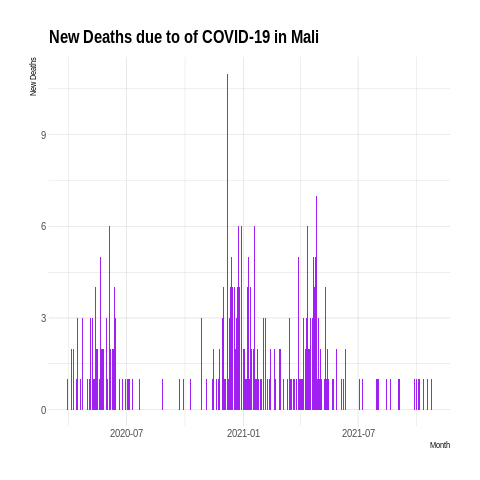 New Deaths due to of COVID-19 in Mali
New Deaths
9
6
3
0
2020-07
2021-01
2021-07
Month